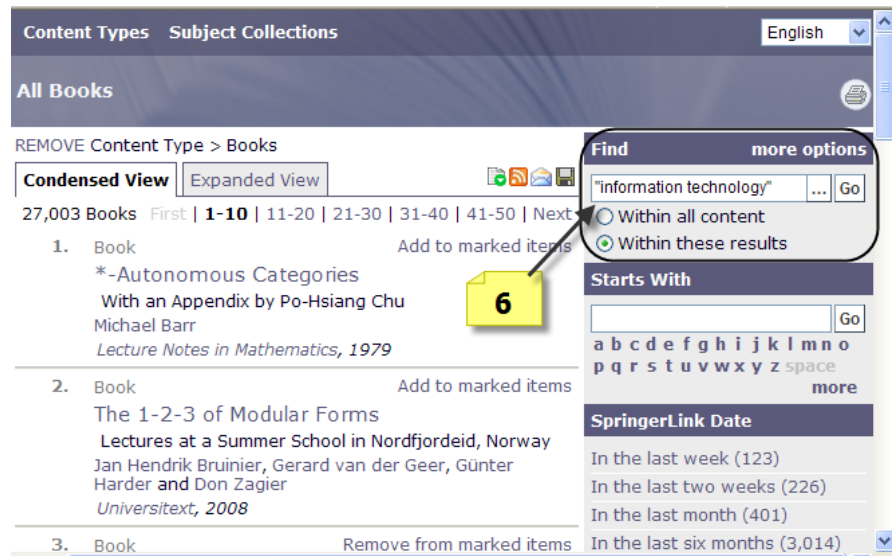 Content Types Subject Collections English
All Books
REMOVE Content Type > Books
Condensed View Expanded View
27,003 Books First | 1-10 | 11-20 | 21-30 | 31-40 | 41-50 | Next
1. Book Add to marked items
*-Autonomous Categories
With an Appendix by Po-Hsiang Chu
Michael Barr
Lecture Notes in Mathematics, 1979
2. Book Add to marked items
The 1-2-3 of Modular Forms
Lectures at a Summer School in Nordfjordeid, Norway
Jan Hendrik Bruinier, Gerard van der Geer, Günter
Harder and Don Zagier
Universitext, 2008
3. Book Remove from marked items
Find more options
"information technology" ... Go
Within all content
Within these results
6
Starts With
Go
a b c d e f g h i j k l m n o
p q r s t u v w x y z space
more
SpringerLink Date
In the last week (123)
In the last two weeks (226)
In the last month (401)
In the last six months (3,014)